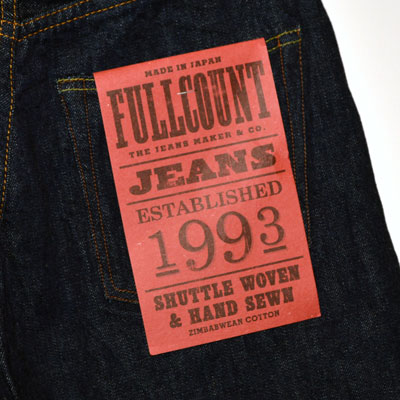 MADE IN JAPAN
FULLCOUNT
THE JEANS MAKER & CO.
JEANS
ESTABLISHED
1993
SHUTTLE WOVEN
& HAND SEWN
ZIMBABWEAN COTTON